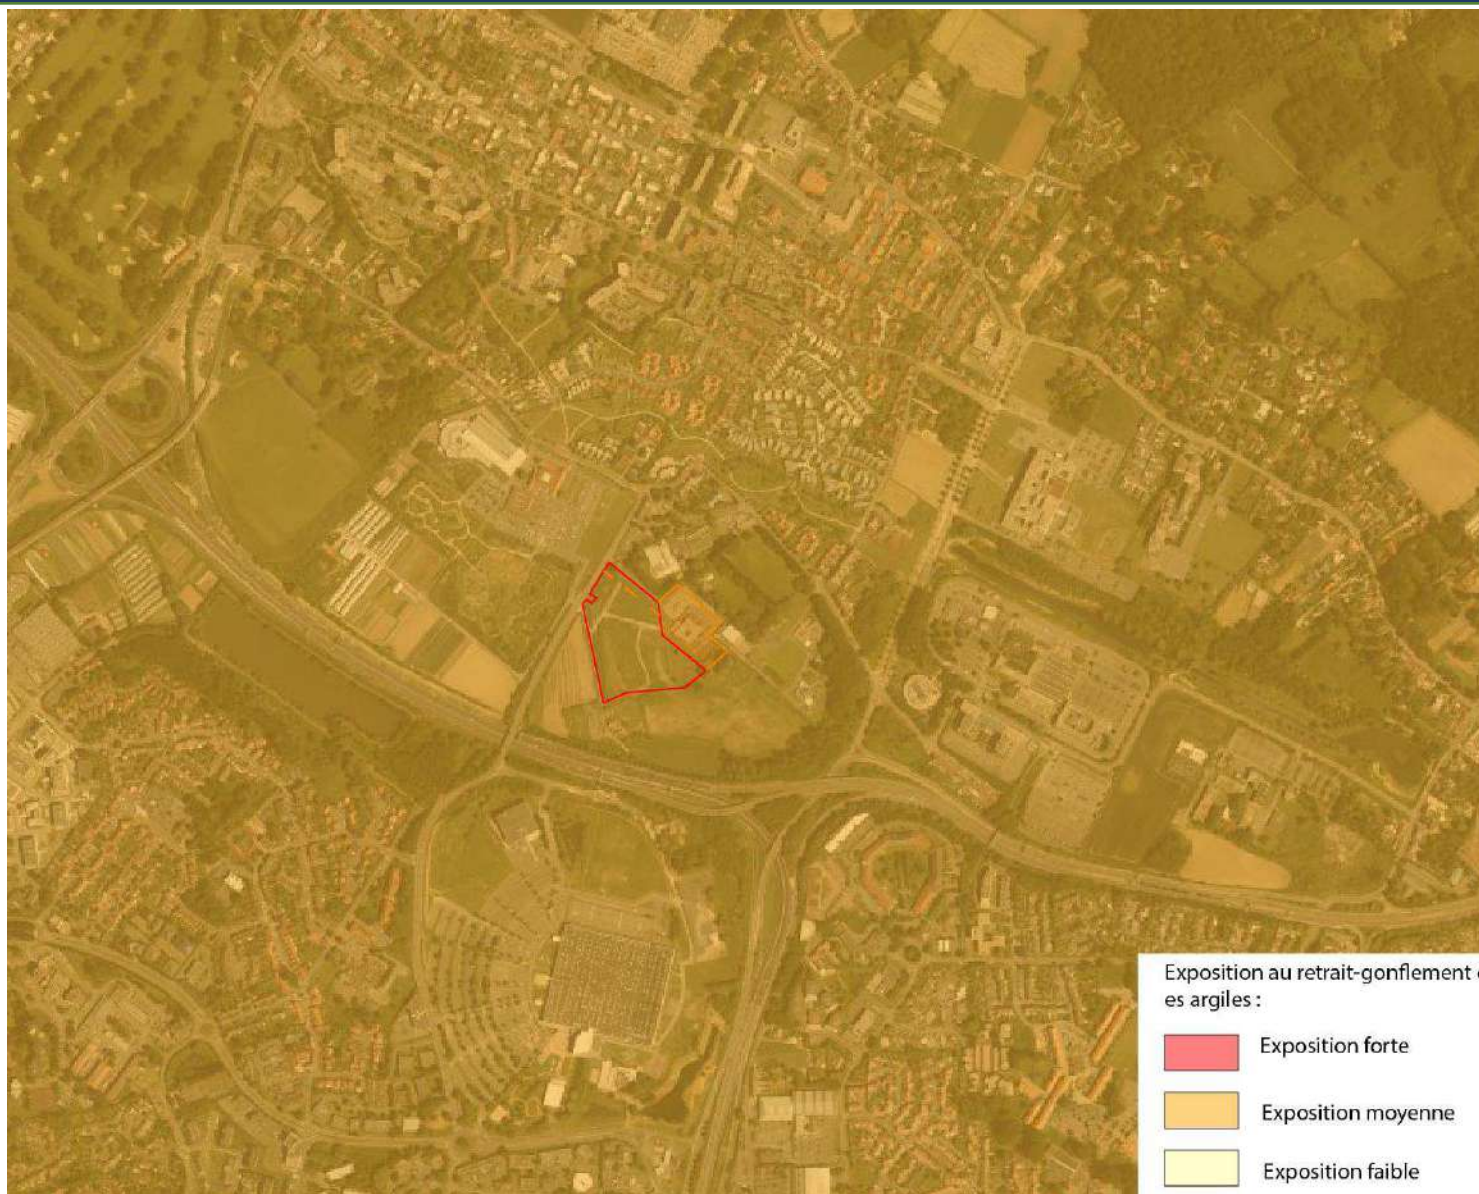 Exposition au retrait-gonflement
es argiles :
Exposition forte
Exposition moyenne
Exposition faible